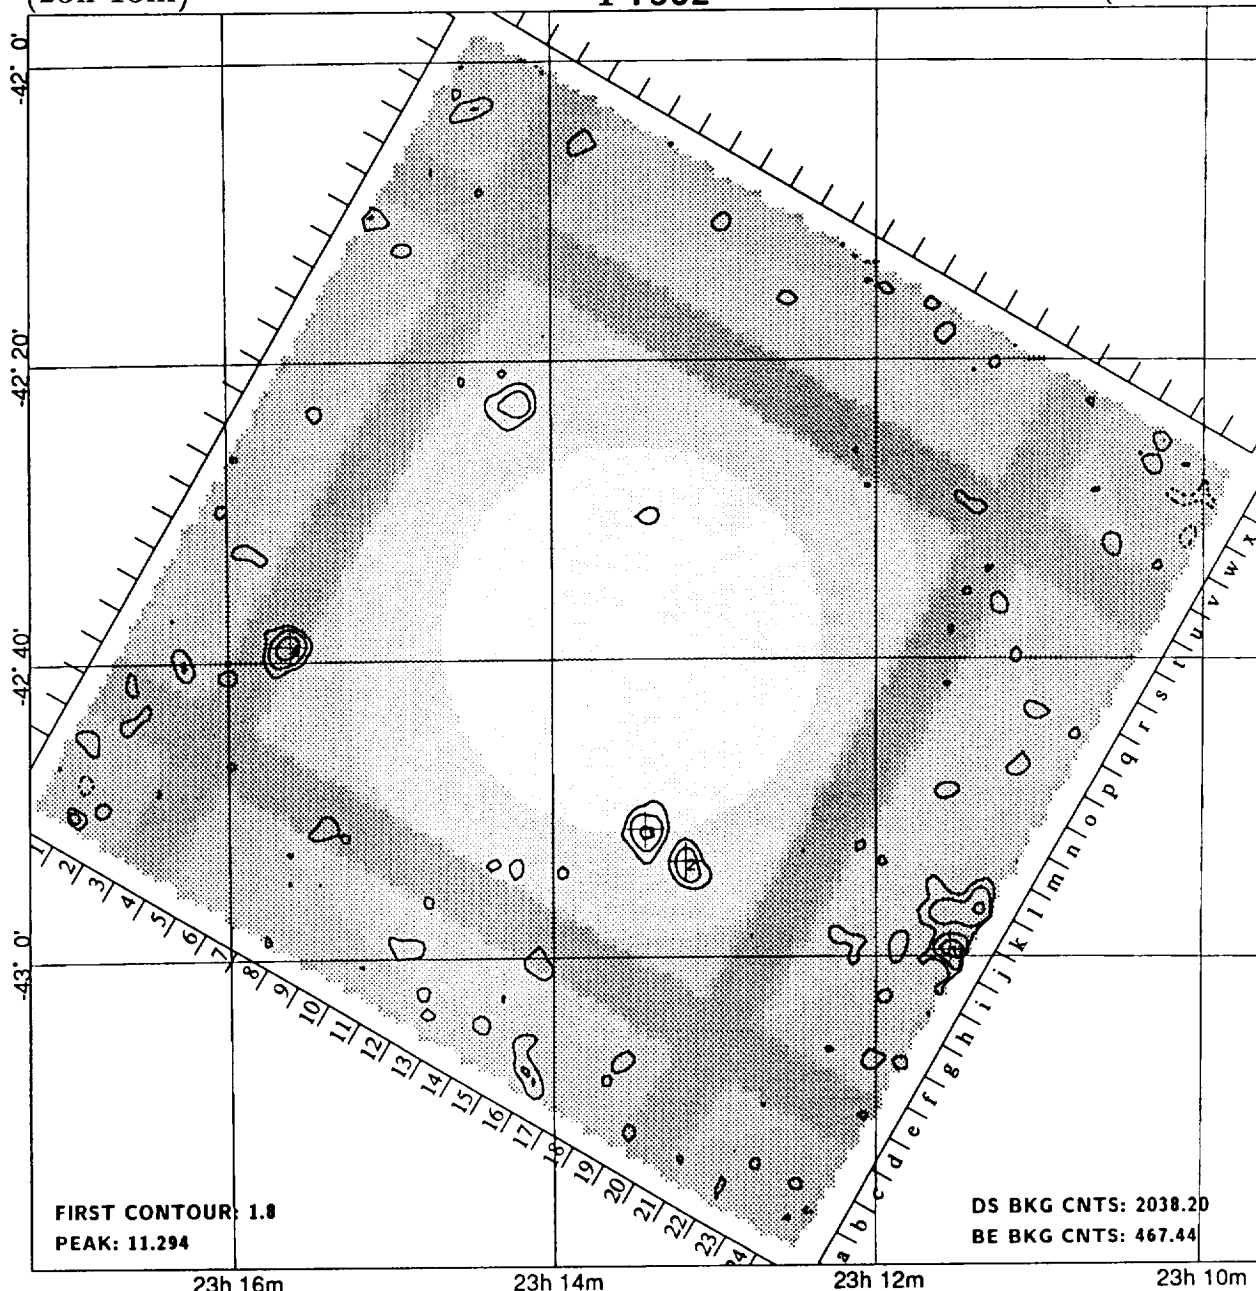 -42° 0'
-42° 20'
-42° 40'
-43° 0'
1 2 3 4 5 6 7 8 9 10 11 12 13 14 15 16 17 18 19 20 21 22 23 24
a b c d e f g h i j k l m n o p q r s t u v w x
2
FIRST CONTOUR: 1.8
PEAK: 11.294
DS BKG CNTS: 2038.20
BE BKG CNTS: 467.44
23h 16m
23h 14m
23h 12m
23h 10m